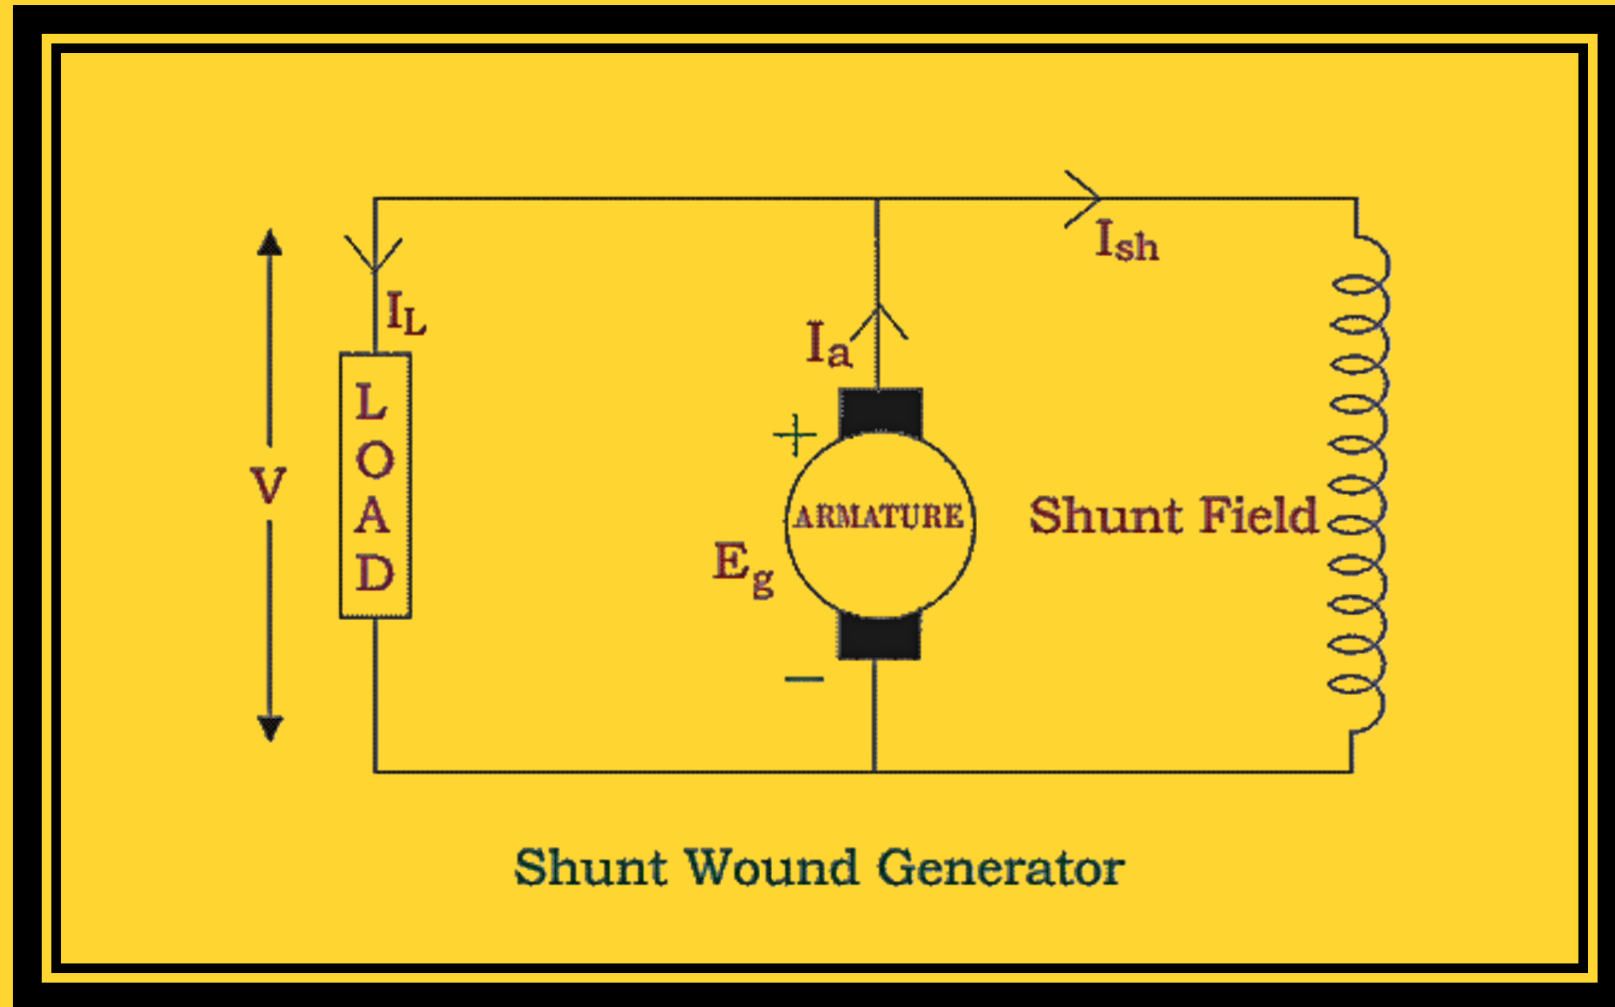 Ish
IL
Ia
L
O
A
D
+
V
ARMATURE
Shunt Field
Eg
−
Shunt Wound Generator